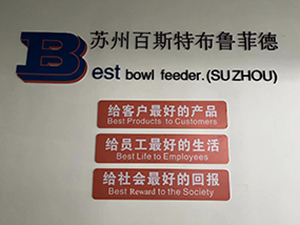 苏州百斯特布鲁菲德
Best bowl feeder.(SUZHOU)
给客户最好的产品
Best Products to Customers
给员工最好的生活
Best Life to Employees
给社会最好的回报
Best Reward to the Society